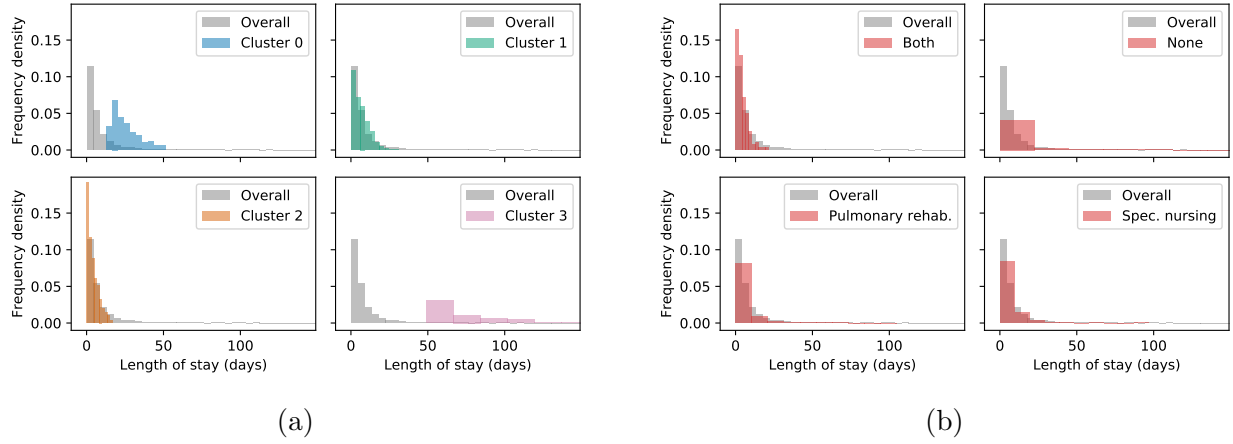 Overall
Cluster 0
Frequency density
0.15
0.10
0.05
0.00
Overall
Cluster 1
Overall
Cluster 2
Frequency density
0.15
0.10
0.05
0.00
0
50
100
Length of stay (days)
Overall
Cluster 3
0
50
100
Length of stay (days)
(a)
Overall
Both
Frequency density
0.15
0.10
0.05
0.00
Overall
None
Overall
Pulmonary rehab.
Frequency density
0.15
0.10
0.05
0.00
0
50
100
Length of stay (days)
Overall
Spec. nursing
0
50
100
Length of stay (days)
(b)